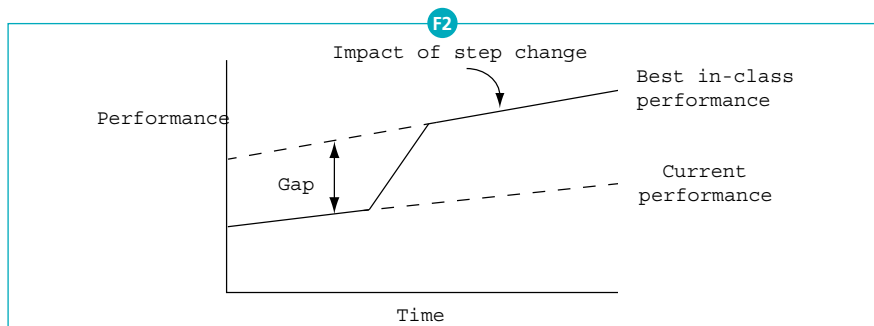 F2
Impact of step change
Best in-class
performance
Performance
Gap
Current
performance
Time